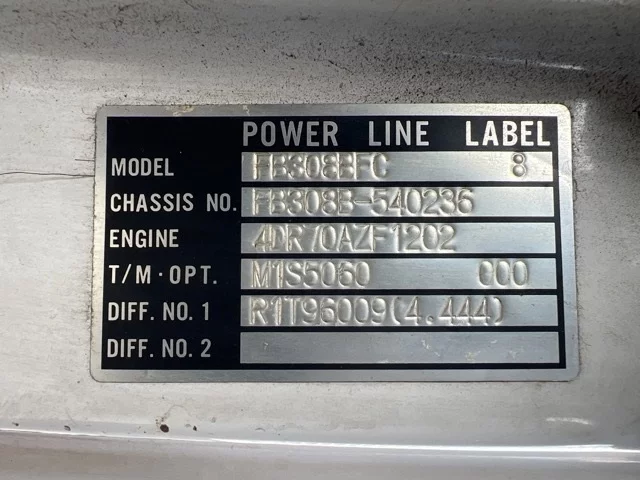 POWER LINE LABEL
MODEL FB308BFC 8
CHASSIS NO. FB308B-540236
ENGINE 4DR70AZF1202
T/M·OPT. M1S5060 000
DIFF. NO. 1 R1T96009(4.444)
DIFF. NO. 2